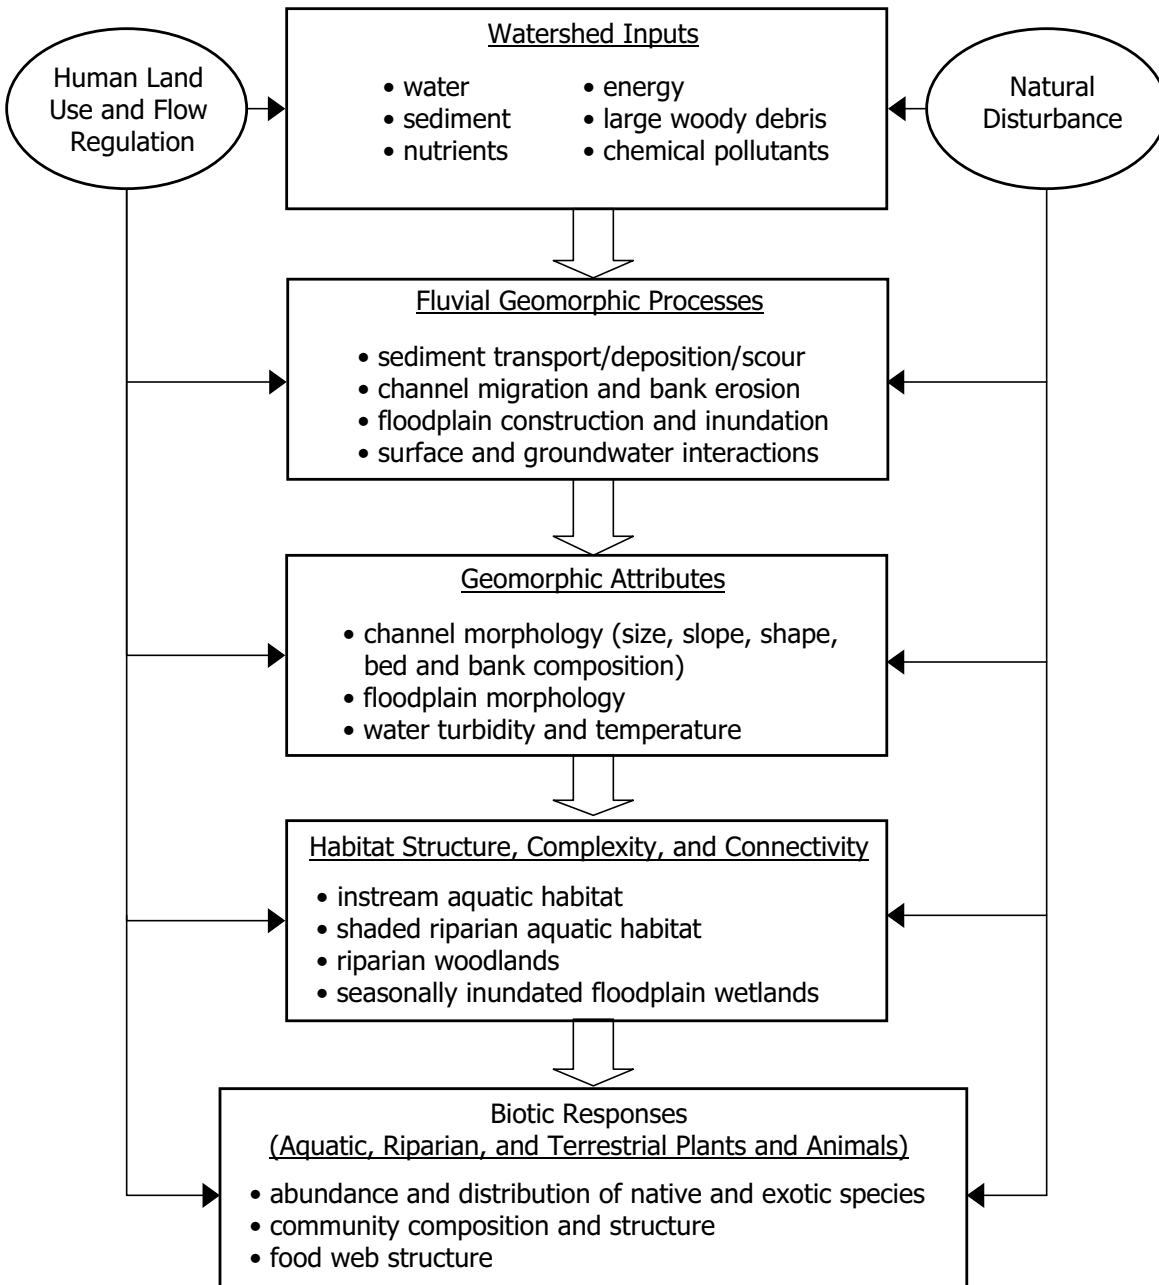 Human Land
Use and Flow
Regulation
Watershed Inputs
• water
• sediment
• nutrients
• energy
• large woody debris
• chemical pollutants
Natural
Disturbance
Fluvial Geomorphic Processes
• sediment transport/deposition/scour
• channel migration and bank erosion
• floodplain construction and inundation
• surface and groundwater interactions
Geomorphic Attributes
• channel morphology (size, slope, shape,
bed and bank composition)
• floodplain morphology
• water turbidity and temperature
Habitat Structure, Complexity, and Connectivity
• instream aquatic habitat
• shaded riparian aquatic habitat
• riparian woodlands
• seasonally inundated floodplain wetlands
Biotic Responses
(Aquatic, Riparian, and Terrestrial Plants and Animals)
• abundance and distribution of native and exotic species
• community composition and structure
• food web structure